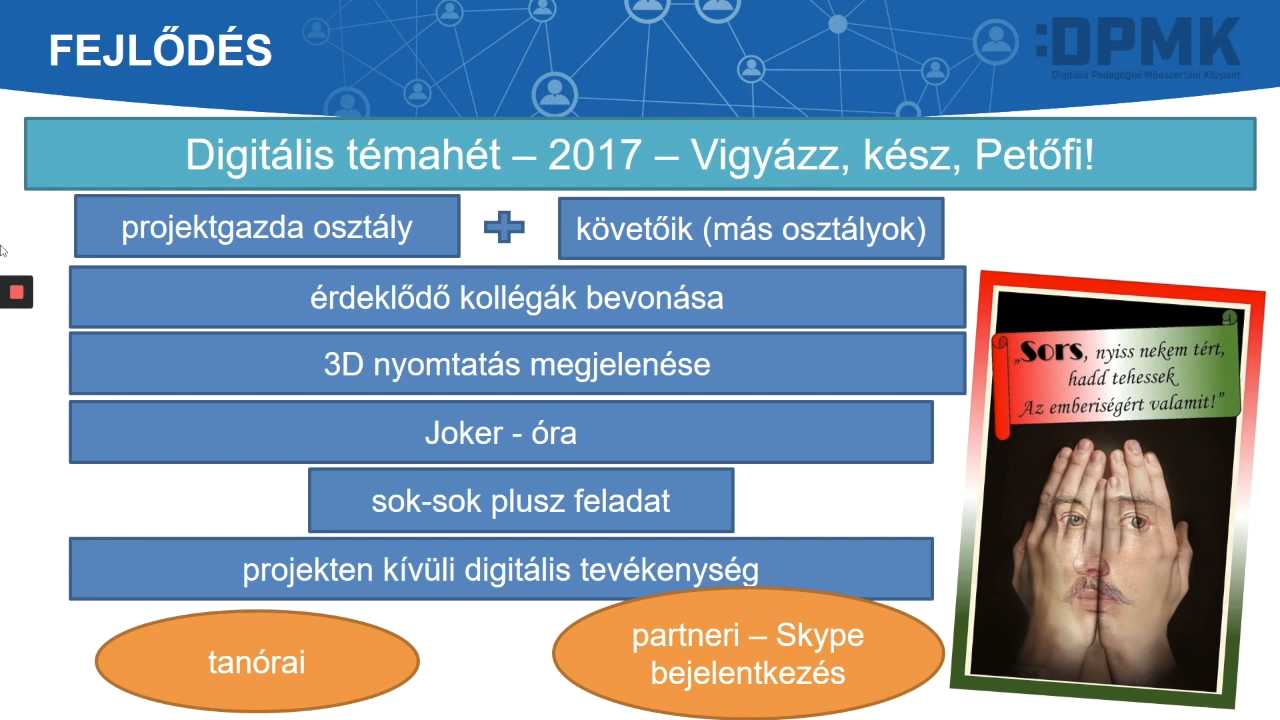 FEJLŐDÉS
:DPMK
Digitális Pedagógiai Módszertani Központ
Digitális témahét – 2017 – Vigyázz, kész, Petőfi!
projektgazda osztály
követőik (más osztályok)
érdeklődő kollégák bevonása
3D nyomtatás megjelenése
Joker - óra
sok-sok plusz feladat
projekten kívüli digitális tevékenység
tanórai
partneri – Skype
bejelentkezés
„Sors, nyiss nekem tért,
hadd tehessek
Az emberiségért valamit!”